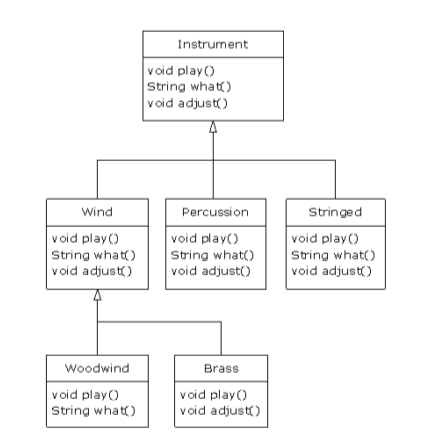 Instrument
void play()
String what()
void adjust()
Wind
void play()
String what()
void adjust()
Percussion
void play()
String what()
void adjust()
Stringed
void play()
String what()
void adjust()
Woodwind
void play()
String what()
Brass
void play()
void adjust()